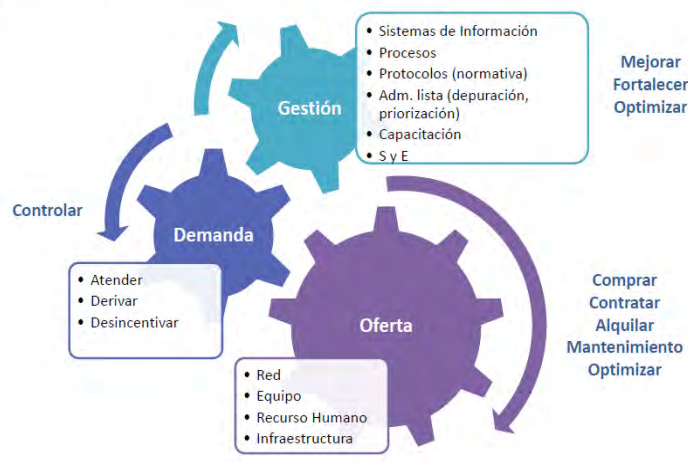 Gestión
• Sistemas de Información
• Procesos
• Protocolos (normativa)
• Adm. lista (depuración,
priorización)
• Capacitación
• S y E
Mejorar
Fortalecer
Optimizar
Controlar
Demanda
• Atender
• Derivar
• Desincentivar
Oferta
• Red
• Equipo
• Recurso Humano
• Infraestructura
Comprar
Contratar
Alquilar
Mantenimiento
Optimizar